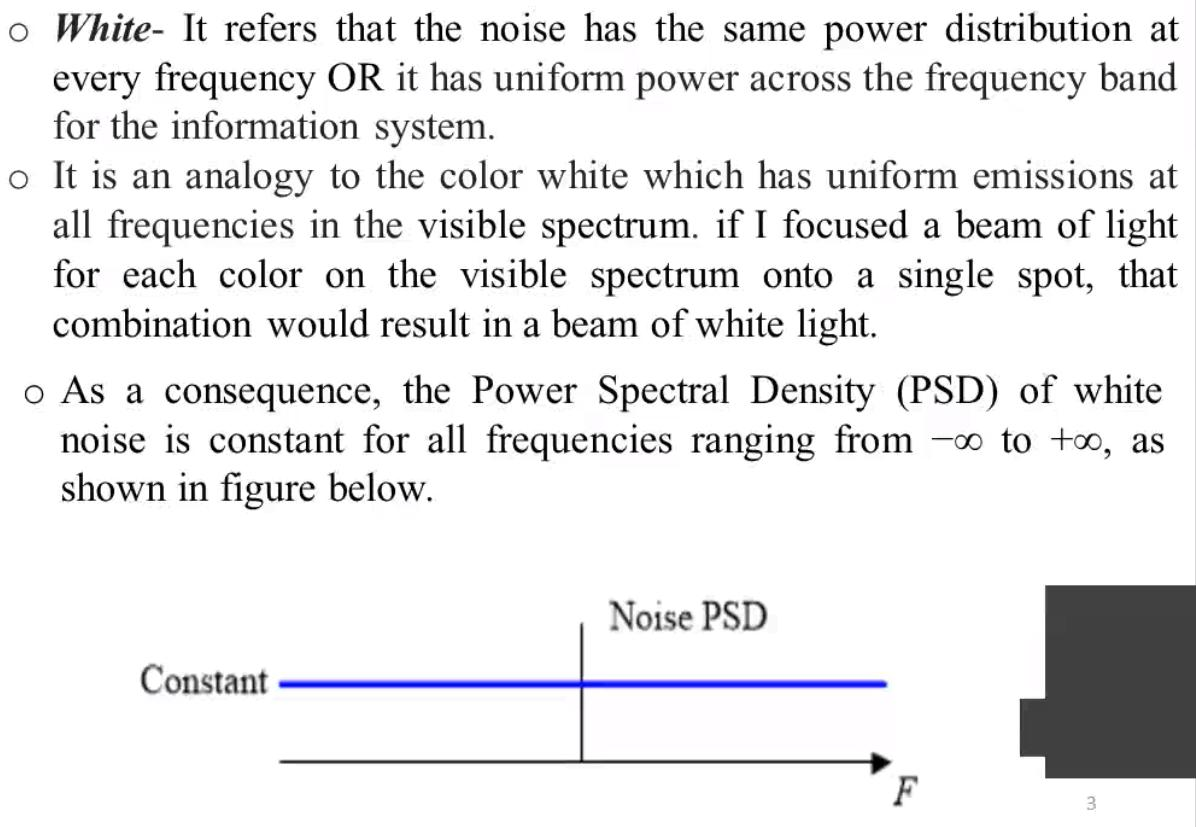 o White- It refers that the noise has the same power distribution at
every frequency OR it has uniform power across the frequency band
for the information system.
o It is an analogy to the color white which has uniform emissions at
all frequencies in the visible spectrum. if I focused a beam of light
for each color on the visible spectrum onto a single spot, that
combination would result in a beam of white light.
o As a consequence, the Power Spectral Density (PSD) of white
noise is constant for all frequencies ranging from −∞ to +∞, as
shown in figure below.
Noise PSD
Constant
F
3